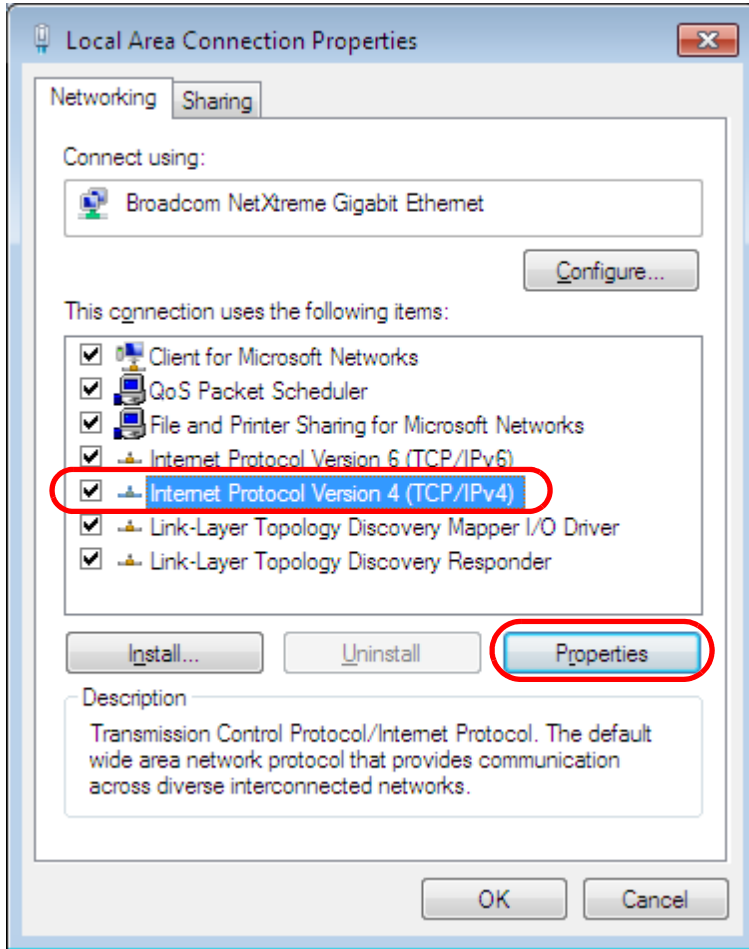 Local Area Connection Properties
Networking
Sharing
Connect using:
Broadcom NetXtreme Gigabit Ethernet
Configure...
This connection uses the following items:
Client for Microsoft Networks
QoS Packet Scheduler
File and Printer Sharing for Microsoft Networks
Internet Protocol Version 6 (TCP/IPv6)
Internet Protocol Version 4 (TCP/IPv4)
Link-Layer Topology Discovery Mapper I/O Driver
Link-Layer Topology Discovery Responder
Install...
Uninstall
Properties
Description
Transmission Control Protocol/Internet Protocol. The default
wide area network protocol that provides communication
across diverse interconnected networks.
OK
Cancel